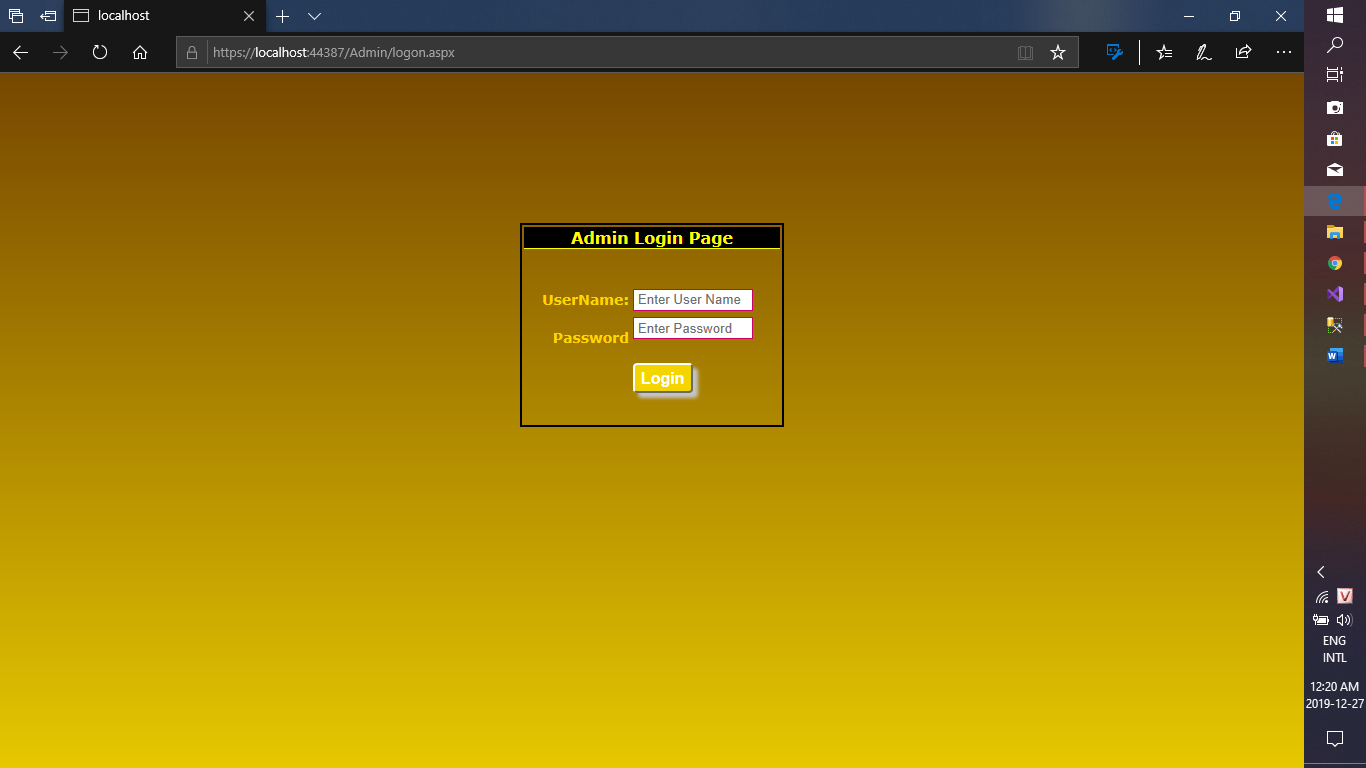 localhost
https://localhost:44387/Admin/logon.aspx
Admin Login Page
UserName: Enter User Name
Password Enter Password
Login
V
ENG
INTL
12:20 AM
2019-12-27